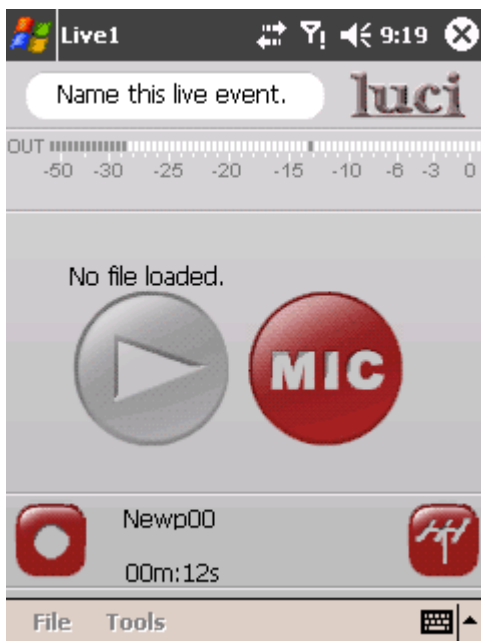 Live1 9:19
Name this live event. luci
OUT
-50 -30 -25 -20 -15 -10 -6 -3 0
No file loaded.
MIC
Newp00
00m:12s
File Tools